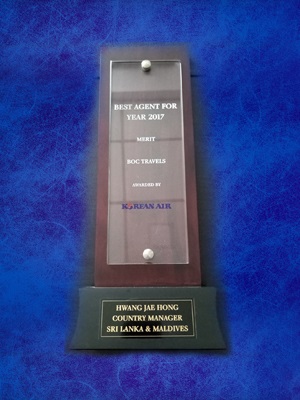 BEST AGENT FOR
YEAR 2017
MERIT
BOC TRAVELS
AWARDED BY
KOREAN AIR
HWANG JAE HONG
COUNTRY MANAGER
SRI LANKA & MALDIVES